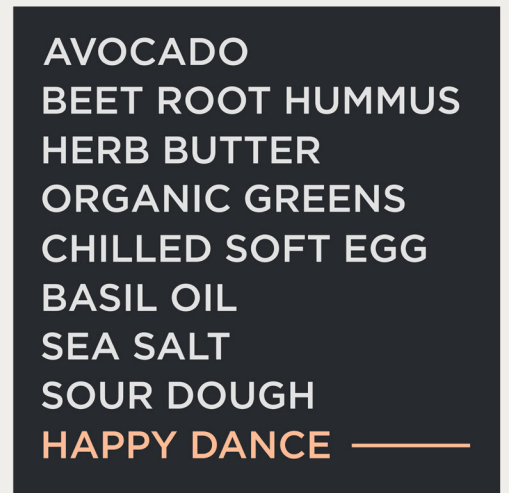 AVOCADO
BEET ROOT HUMMUS
HERB BUTTER
ORGANIC GREENS
CHILLED SOFT EGG
BASIL OIL
SEA SALT
SOUR DOUGH
HAPPY DANCE